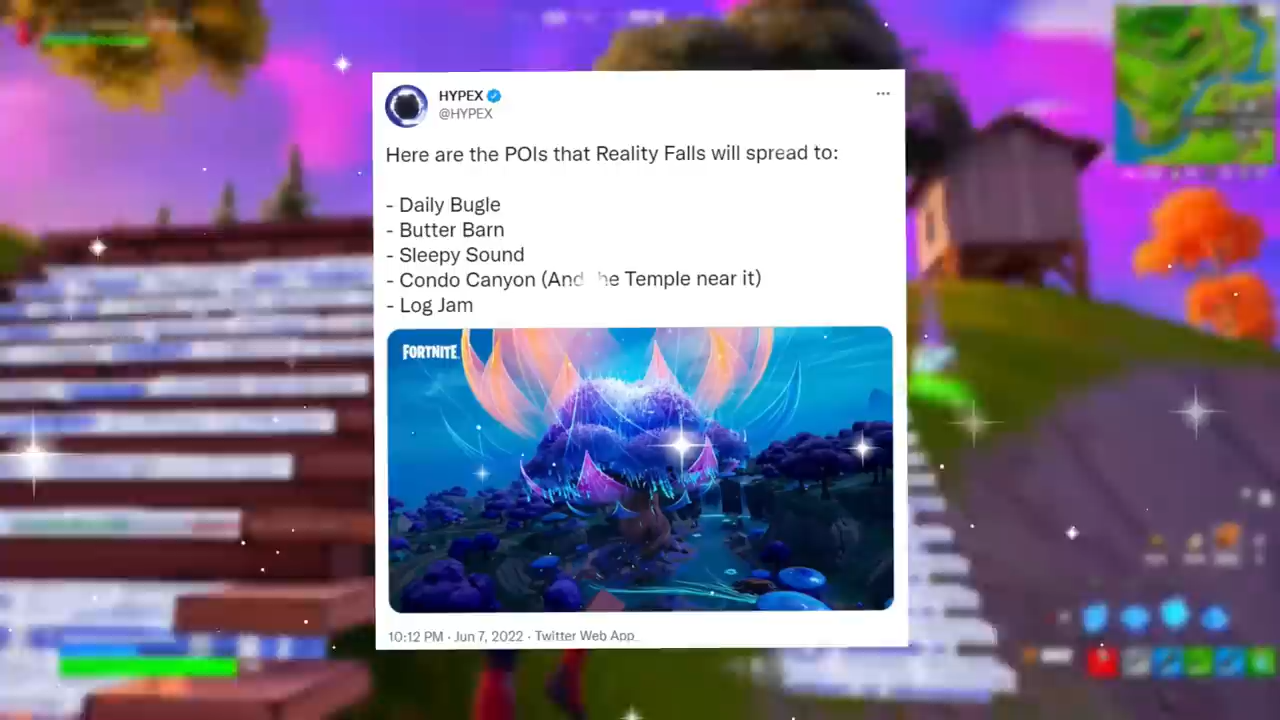 HYPEX
@HYPEX
Here are the POIs that Reality Falls will spread to:
- Daily Bugle
- Butter Barn
- Sleepy Sound
- Condo Canyon (And he Temple near it)
- Log Jam
FORTNITE
10:12 PM · Jun 7, 2022 · Twitter Web App